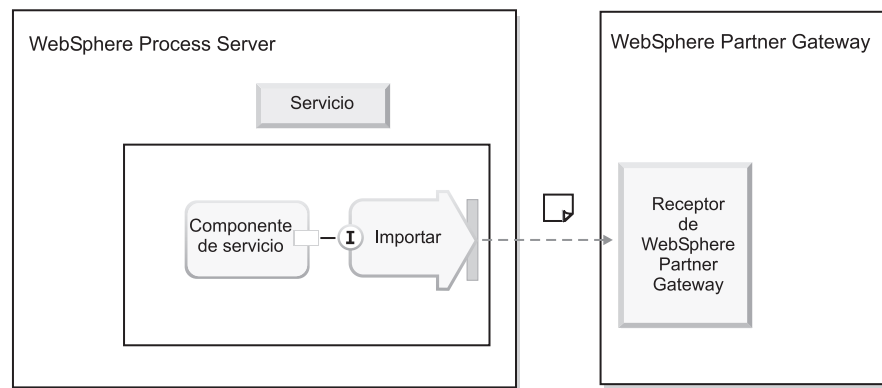 WebSphere Process Server
WebSphere Partner Gateway
Servicio
Componente
de servicio
I
Importar
Receptor
de
WebSphere
Partner
Gateway